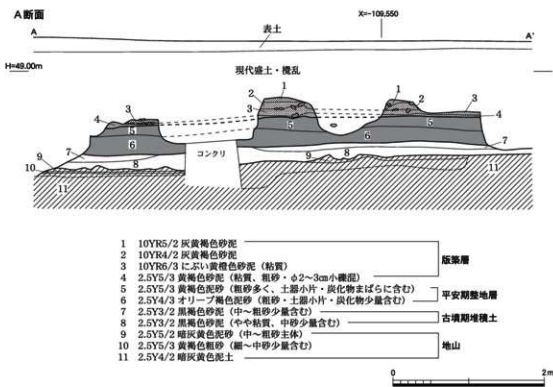 A断面
X=-109,550
A
表土
A'
H=49.00m
現代盛土・攪乱
1
2
3
1
2
3
4
3
5
5
5
4
6
6
7
コンクリ
7
8
9
8
9
10
11
11
1 10YR5/2 灰黄褐色砂泥
2 10YR4/2 灰黄褐色砂泥
3 10YR6/3 にぶい黄橙色砂泥（粘質）
4 2.5Y5/3 黄褐色砂泥（粘質、粗砂・φ2～3cm小礫混）
版築層
5 2.5Y5/3 黄褐色泥砂（粗砂多く、土器小片・炭化物まばらに含む）
6 2.5Y4/3 オリーブ褐色泥砂（粗砂・土器小片・炭化物少量含む）
平安期整地層
7 2.5Y3/2 黒褐色泥砂（中～粗砂少量含む）
8 2.5Y3/2 黒褐色泥砂（やや粘質、中砂少量含む）
古墳期堆積土
9 2.5Y5/2 暗灰黄色泥砂（中～粗砂主体）
10 2.5Y5/3 黄褐色粗砂（細～中砂少量含む）
11 2.5Y4/2 暗灰黄色泥土
地山
0
2m